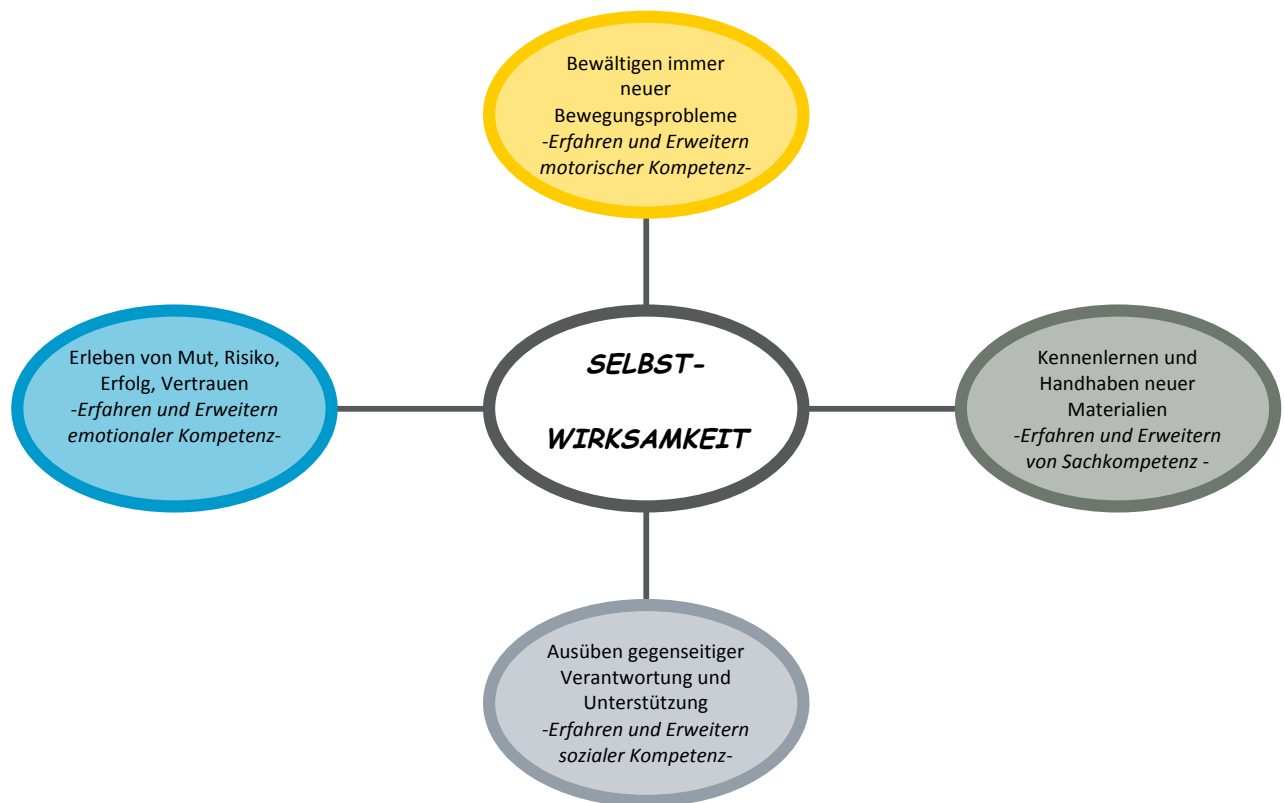 Bewältigen immer
neuer
Bewegungsprobleme
-Erfahren und Erweitern
motorischer Kompetenz-
Erleben von Mut, Risiko,
Erfolg, Vertrauen
-Erfahren und Erweitern
emotionaler Kompetenz-
SELBST-
WIRKSAMKEIT
Kennenlernen und
Handhaben neuer
Materialien
-Erfahren und Erweitern
von Sachkompetenz -
Ausüben gegenseitiger
Verantwortung und
Unterstützung
-Erfahren und Erweitern
sozialer Kompetenz-